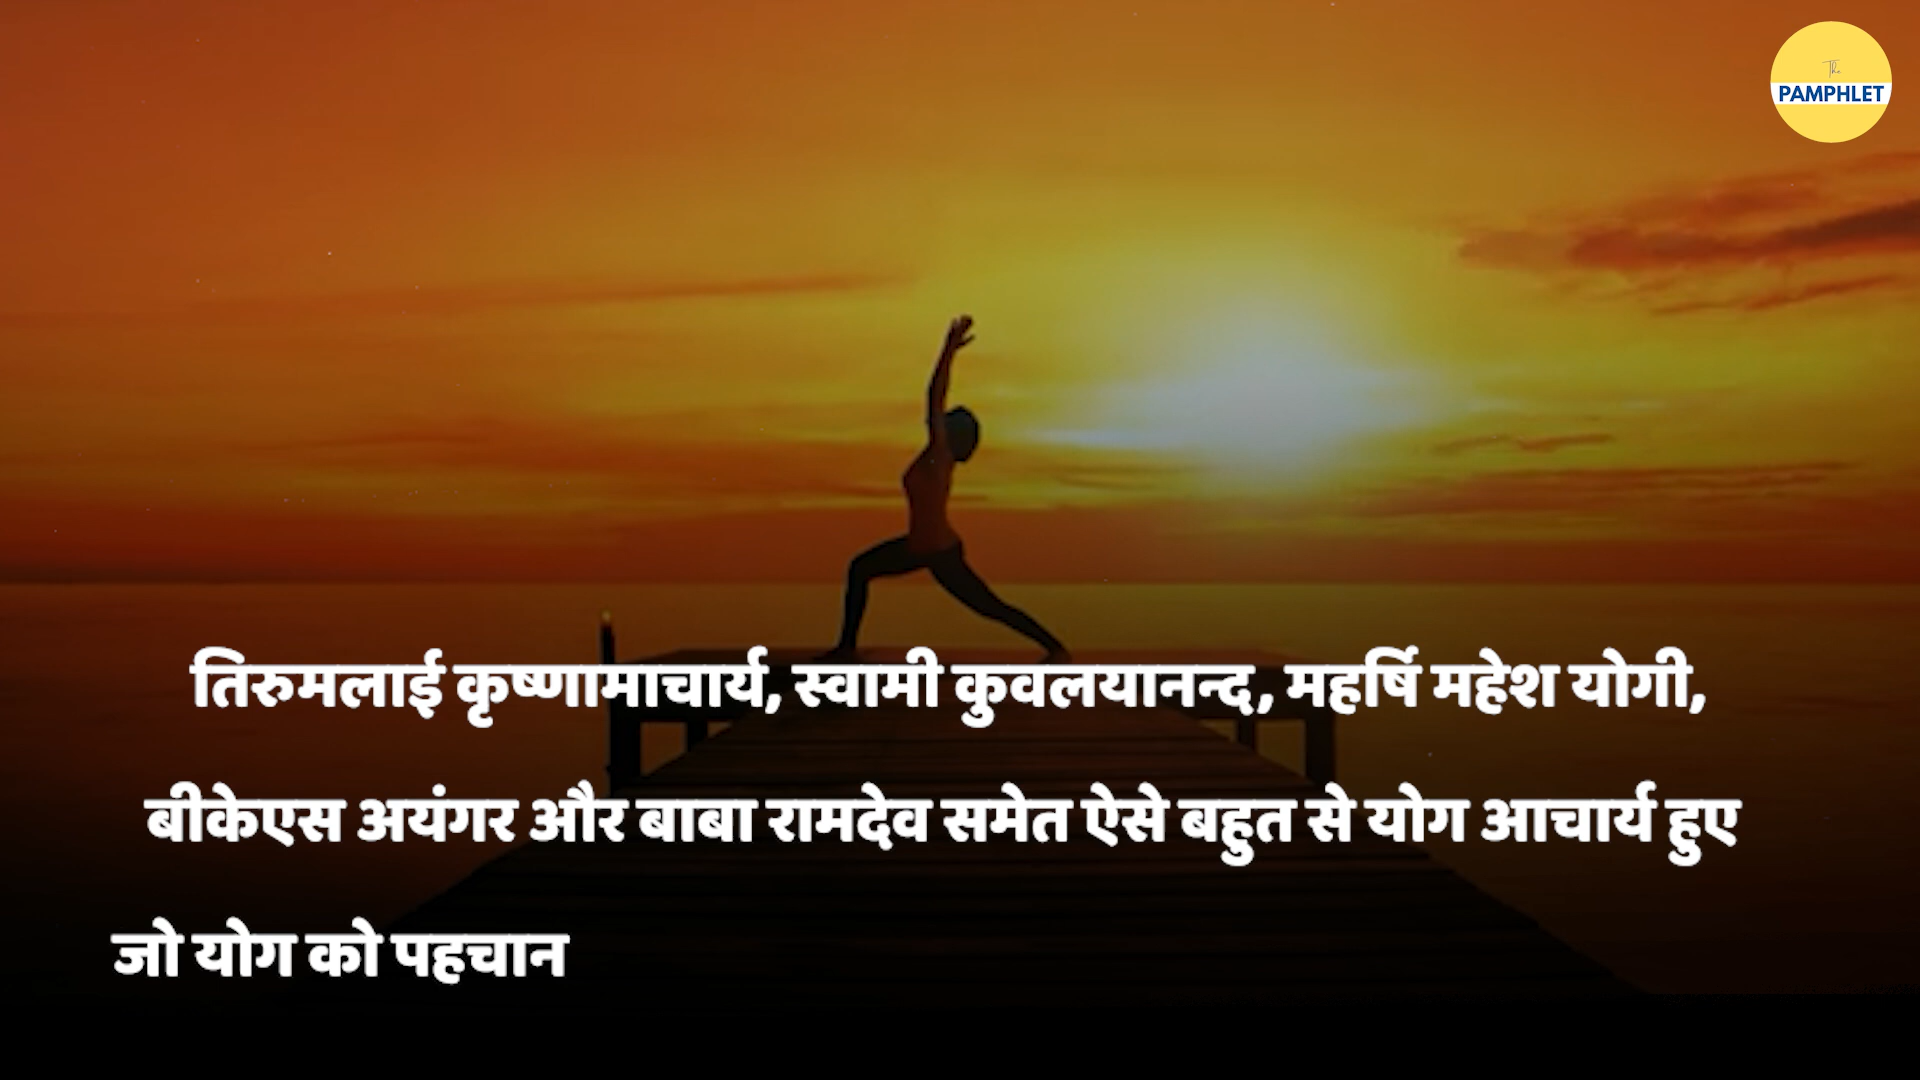 The
PAMPHLET
तिरुमलाई कृष्णामाचार्य, स्वामी कुवलयानन्द, महर्षि महेश योगी,
बीकेएस अयंगर और बाबा रामदेव समेत ऐसे बहुत से योग आचार्य हुए
जो योग को पहचान